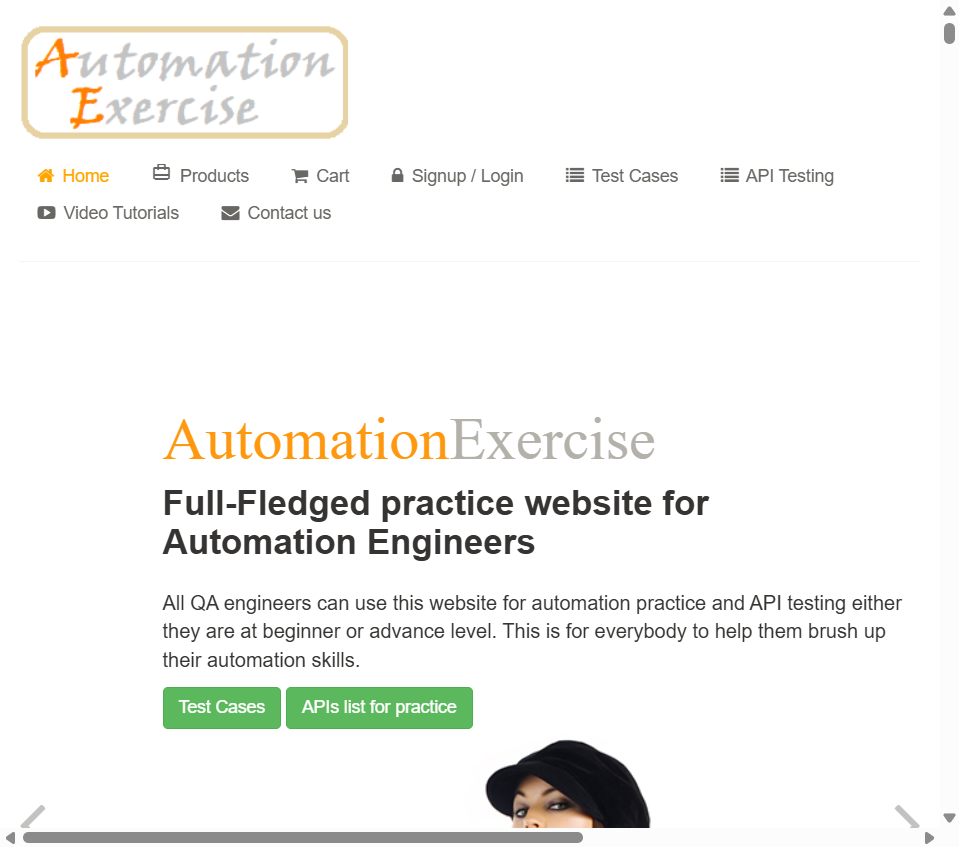 Automation
Exercise
Home Products Cart Signup / Login Test Cases API Testing
Video Tutorials Contact us
AutomationExercise
Full-Fledged practice website for
Automation Engineers
All QA engineers can use this website for automation practice and API testing either
they are at beginner or advance level. This is for everybody to help them brush up
their automation skills.
Test Cases APIs list for practice